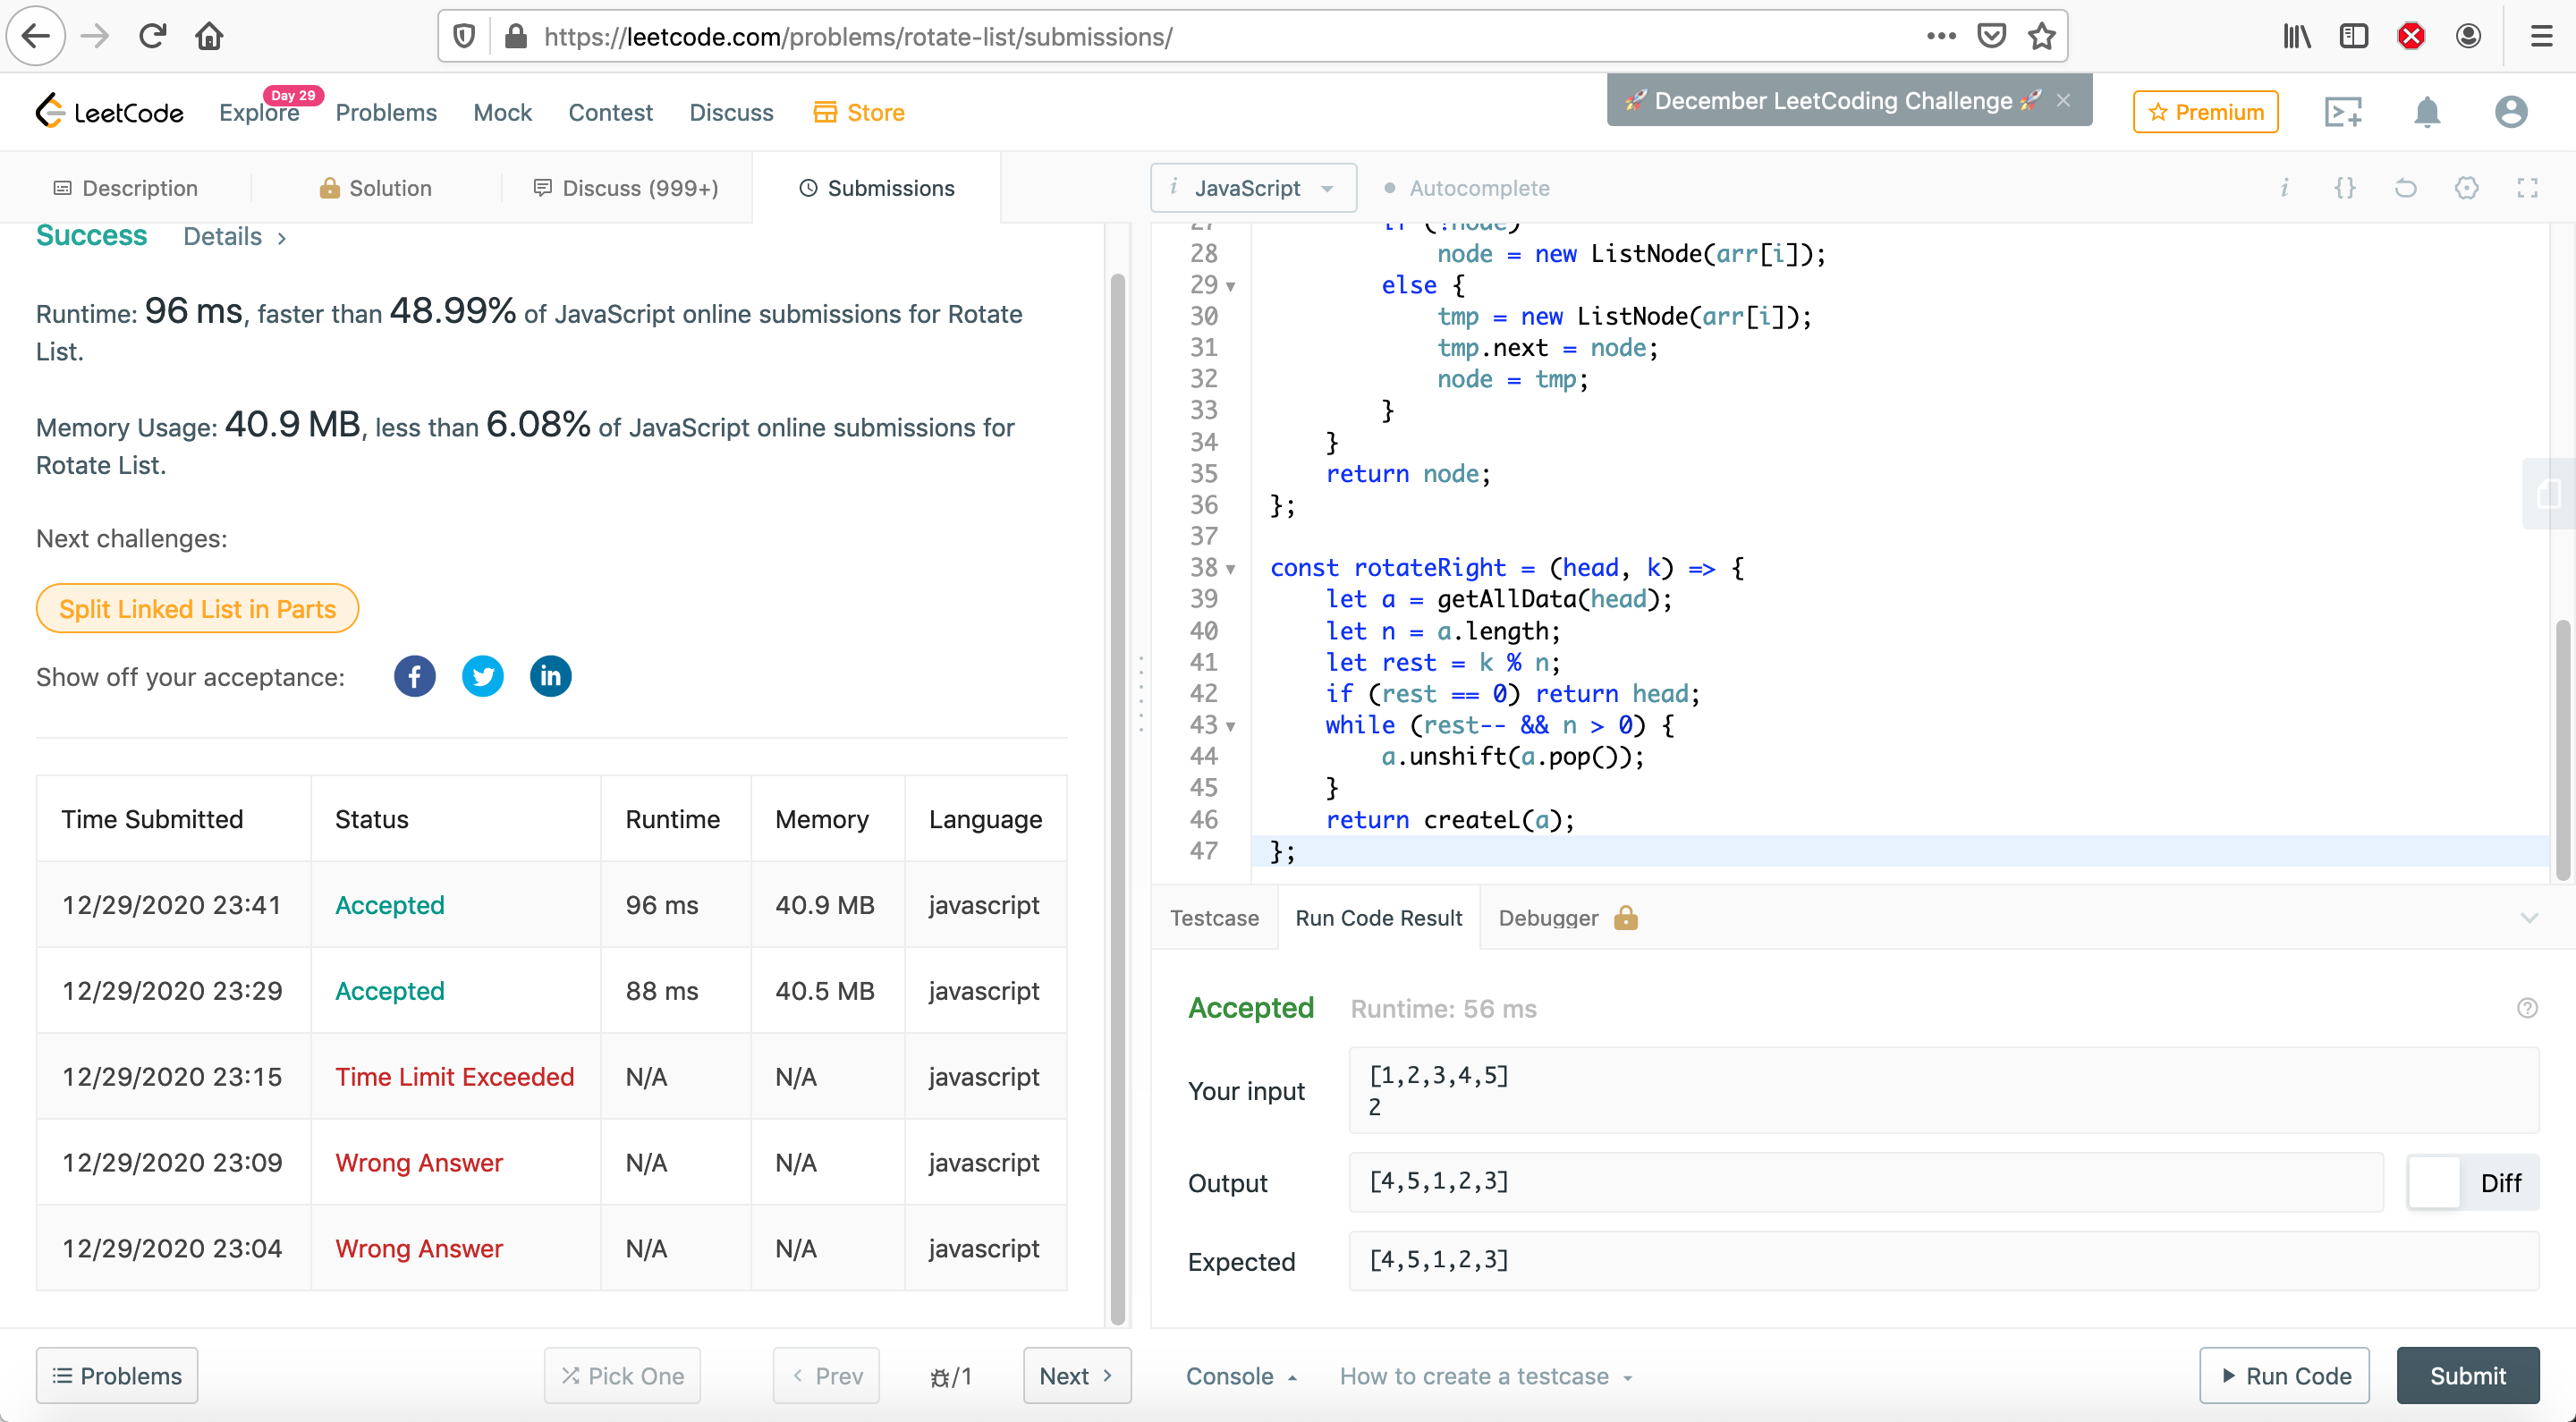 https://leetcode.com/problems/rotate-list/submissions/
LeetCode
Explore
Day 29
Problems
Mock
Contest
Discuss
Store
🚀 December LeetCoding Challenge 🚀 ×
Premium
Description
Solution
Discuss (999+)
Submissions
i JavaScript
Autocomplete
Success Details >
Runtime: 96 ms, faster than 48.99% of JavaScript online submissions for Rotate
List.
Memory Usage: 40.9 MB, less than 6.08% of JavaScript online submissions for
Rotate List.
Next challenges:
Split Linked List in Parts
Show off your acceptance:
Time Submitted Status Runtime Memory Language
12/29/2020 23:41 Accepted 96 ms 40.9 MB javascript
12/29/2020 23:29 Accepted 88 ms 40.5 MB javascript
12/29/2020 23:15 Time Limit Exceeded N/A N/A javascript
12/29/2020 23:09 Wrong Answer N/A N/A javascript
12/29/2020 23:04 Wrong Answer N/A N/A javascript
27 if (!node)
28 node = new ListNode(arr[i]);
29 else {
30 tmp = new ListNode(arr[i]);
31 tmp.next = node;
32 node = tmp;
33 }
34 }
35 return node;
36 };
37
38 const rotateRight = (head, k) => {
39 let a = getAllData(head);
40 let n = a.length;
41 let rest = k % n;
42 if (rest == 0) return head;
43 while (rest-- && n > 0) {
44 a.unshift(a.pop());
45 }
46 return createL(a);
47 };
Testcase Run Code Result Debugger
Accepted Runtime: 56 ms
Your input
[1,2,3,4,5]
2
Output
[4,5,1,2,3]
Diff
Expected
[4,5,1,2,3]
Problems
Pick One
< Prev
/1
Next >
Console
How to create a testcase
Run Code
Submit